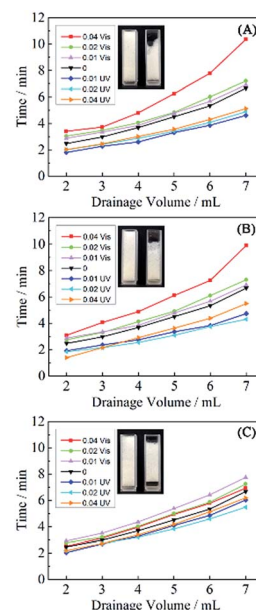 (A)
12
10
8
6
4
2
0
Time / min
0.04 Vis
0.02 Vis
0.01 Vis
0
0.01 UV
0.02 UV
0.04 UV
2 3 4 5 6 7
Drainage Volume / mL
(B)
12
10
8
6
4
2
0
Time / min
0.04 Vis
0.02 Vis
0.01 Vis
0
0.01 UV
0.02 UV
0.04 UV
2 3 4 5 6 7
Drainage Volume / mL
(C)
12
10
8
6
4
2
0
Time / min
0.04 Vis
0.02 Vis
0.01 Vis
0
0.01 UV
0.02 UV
0.04 UV
2 3 4 5 6 7
Drainage Volume / mL